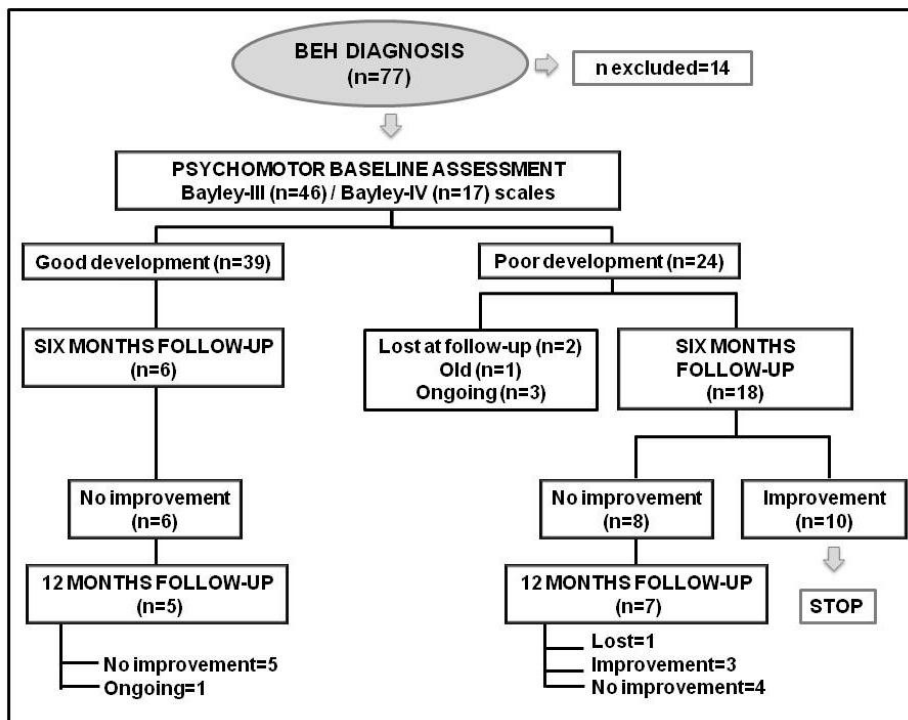 BEH DIAGNOSIS
(n=77)
n excluded=14
PSYCHOMOTOR BASELINE ASSESSMENT
Bayley-III (n=46) / Bayley-IV (n=17) scales
Good development (n=39)
Poor development (n=24)
SIX MONTHS FOLLOW-UP
(n=6)
Lost at follow-up (n=2)
Old (n=1)
Ongoing (n=3)
SIX MONTHS
FOLLOW-UP
(n=18)
No improvement
(n=6)
No improvement
(n=8)
Improvement
(n=10)
12 MONTHS FOLLOW-UP
(n=5)
12 MONTHS FOLLOW-UP
(n=7)
STOP
No improvement=5
Ongoing=1
Lost=1
Improvement=3
No improvement=4